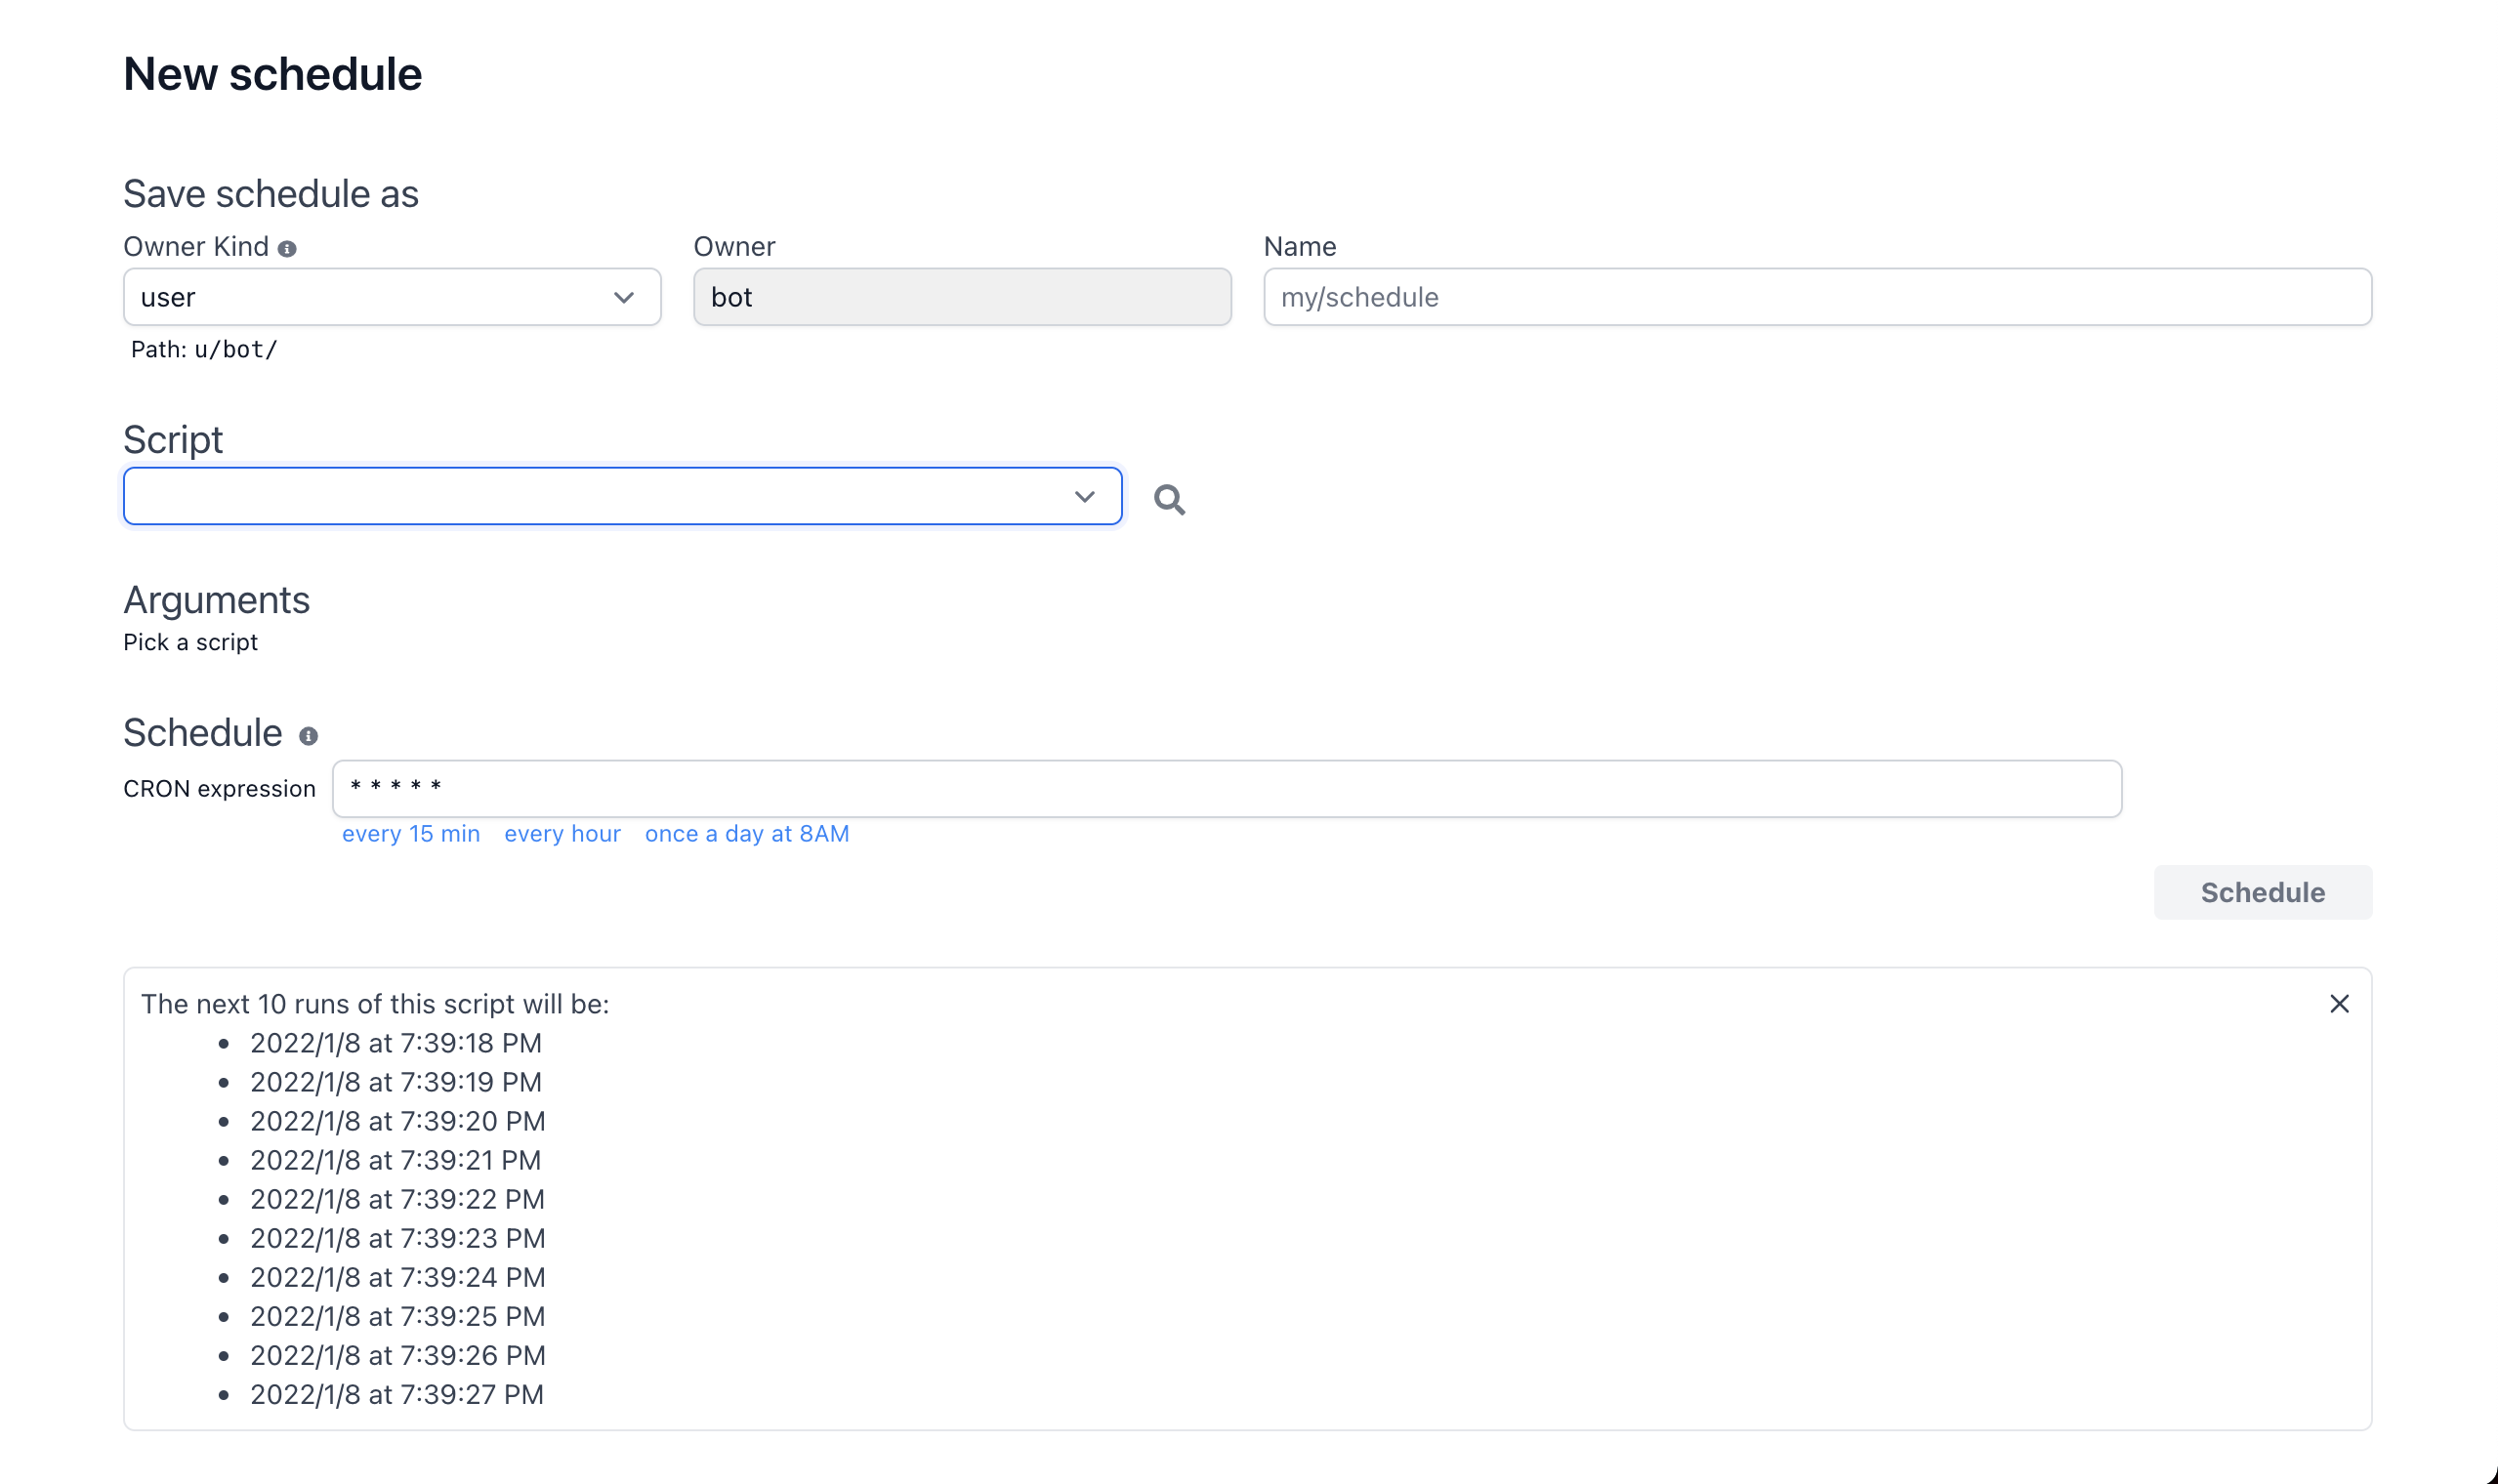 New schedule
Save schedule as
Owner Kind
Owner
Name
user
bot
my/schedule
Path: u/bot/
Script
Arguments
Pick a script
Schedule
CRON expression
* * * * *
every 15 min every hour once a day at 8AM
Schedule
The next 10 runs of this script will be:
2022/1/8 at 7:39:18 PM
2022/1/8 at 7:39:19 PM
2022/1/8 at 7:39:20 PM
2022/1/8 at 7:39:21 PM
2022/1/8 at 7:39:22 PM
2022/1/8 at 7:39:23 PM
2022/1/8 at 7:39:24 PM
2022/1/8 at 7:39:25 PM
2022/1/8 at 7:39:26 PM
2022/1/8 at 7:39:27 PM